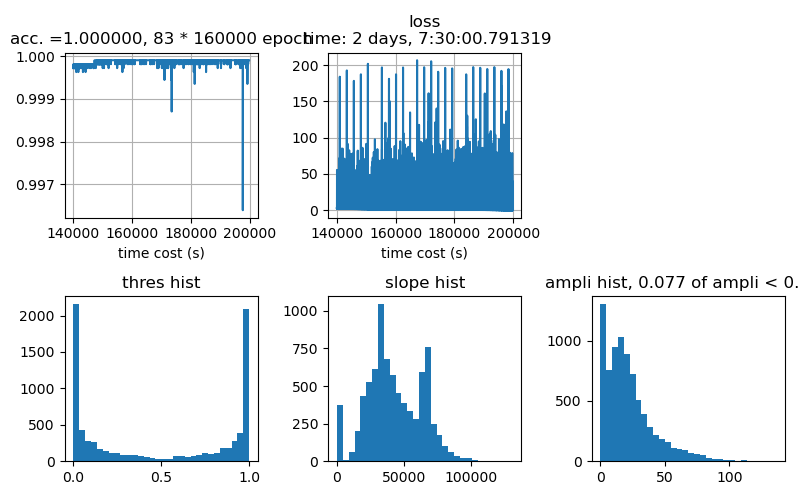 acc. =1.000000, 83 * 160000 epoch
loss
time: 2 days, 7:30:00.791319
1.000
0.999
0.998
0.997
140000 160000 180000 200000
time cost (s)
200
150
100
50
0
140000 160000 180000 200000
time cost (s)
thres hist
2000
1500
1000
500
0
0.0 0.5 1.0
slope hist
1000
750
500
250
0
0 50000 100000
ampli hist, 0.077 of ampli < 0.
1000
500
0
0 50 100